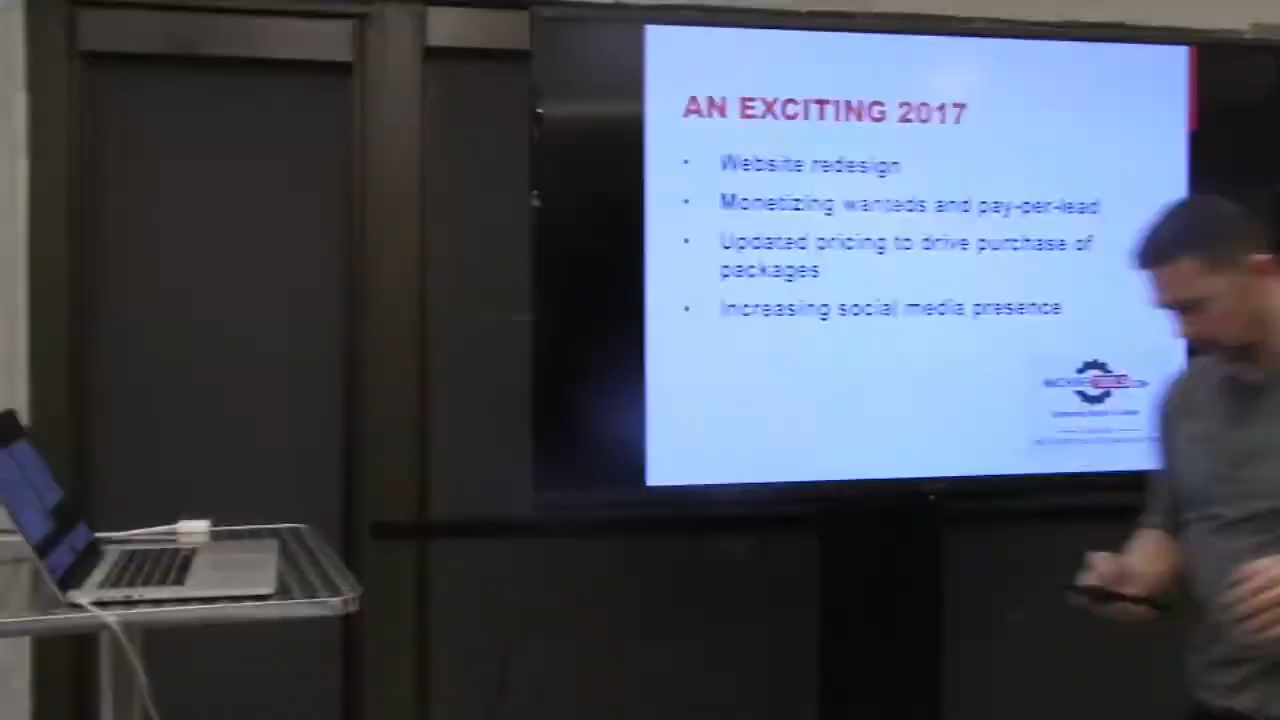 AN EXCITING 2017
• Website redesign
• Monetizing wanteds and pay-per-lead
• Updated pricing to drive purchase of
packages
• Increasing social media presence